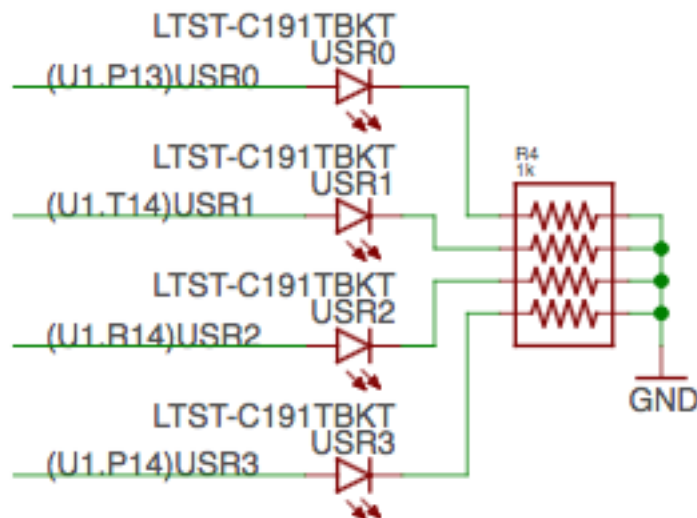 LTST-C191TBKT
USR0
(U1.P13)USR0
LTST-C191TBKT
USR1
(U1.T14)USR1
R4
1k
LTST-C191TBKT
USR2
(U1.R14)USR2
GND
LTST-C191TBKT
USR3
(U1.P14)USR3